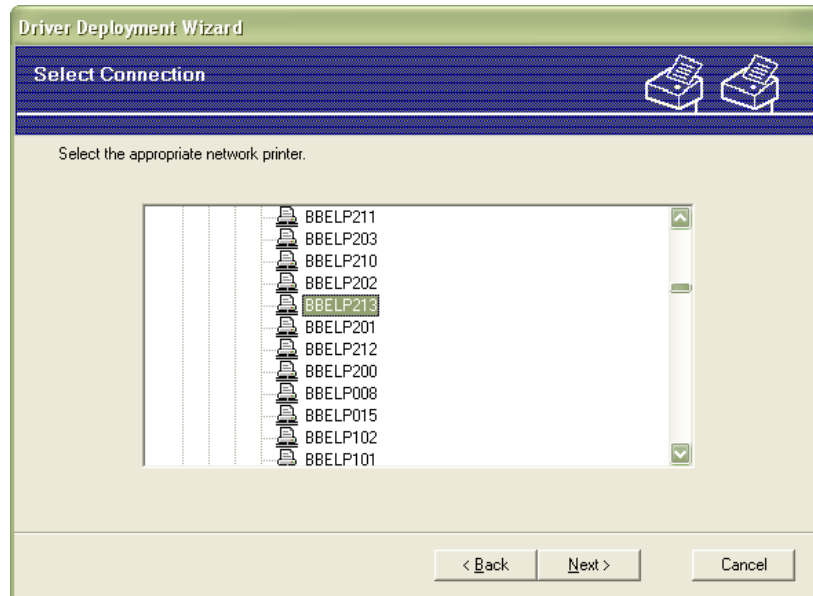 Driver Deployment Wizard
Select Connection
Select the appropriate network printer.
BBELP211
BBELP203
BBELP210
BBELP202
BBELP213
BBELP201
BBELP212
BBELP200
BBELP008
BBELP015
BBELP102
BBELP101
< Back Next > Cancel